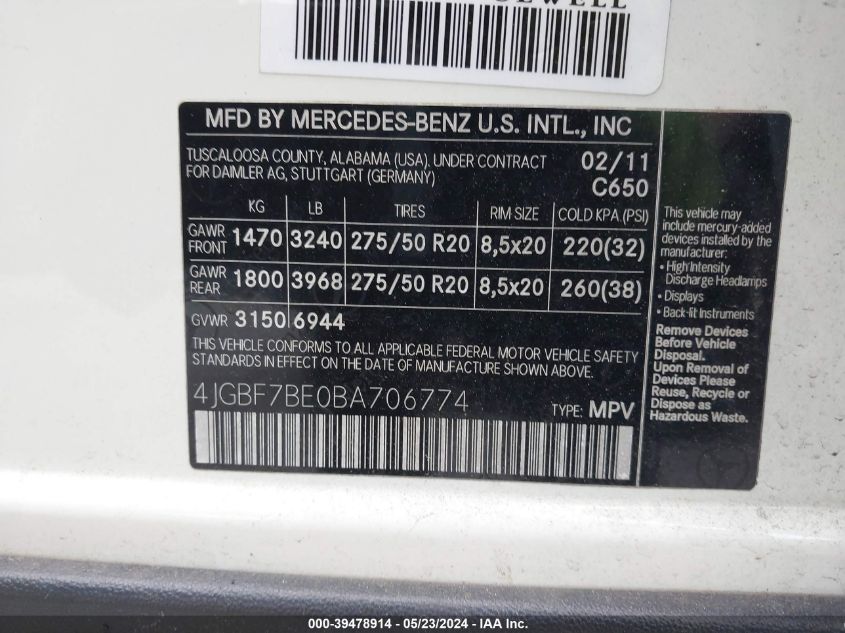 MFD BY MERCEDES-BENZ U.S. INTL., INC
TUSCALOOSA COUNTY, ALABAMA (USA). UNDER CONTRACT
FOR DAIMLER AG, STUTTGART (GERMANY)
02/11
C650
KG LB TIRES RIM SIZE COLD KPA (PSI)
GAWR FRONT 1470 3240 275/50 R20 8,5x20 220(32)
GAWR REAR 1800 3968 275/50 R20 8,5x20 260(38)
GVWR 3150 6944
THIS VEHICLE CONFORMS TO ALL APPLICABLE FEDERAL MOTOR VEHICLE SAFETY
STANDARDS IN EFFECT ON THE DATE OF MANUFACTURE SHOWN ABOVE.
4JGBF7BE0BA706774
TYPE: MPV
This vehicle may
include mercury-added
devices installed by the
manufacturer:
• High Intensity
Discharge Headlamps
• Displays
• Back-lit Instruments
Remove Devices
Before Vehicle
Disposal.
Upon Removal of
Devices Please
Reuse, Recycle or
Dispose as
Hazardous Waste.
000-39478914 - 05/23/2024 - IAA Inc.